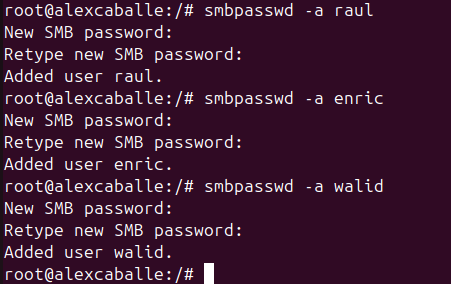 root@alexcaballe:/# smbpasswd -a raul
New SMB password:
Retype new SMB password:
Added user raul.
root@alexcaballe:/# smbpasswd -a enric
New SMB password:
Retype new SMB password:
Added user enric.
root@alexcaballe:/# smbpasswd -a walid
New SMB password:
Retype new SMB password:
Added user walid.
root@alexcaballe:/#